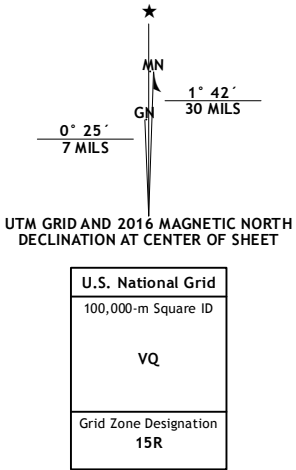 ★
MN
1° 42´
30 MILS
GN
0° 25´
7 MILS
UTM GRID AND 2016 MAGNETIC NORTH
DECLINATION AT CENTER OF SHEET
U.S. National Grid
100,000-m Square ID
VQ
Grid Zone Designation
15R